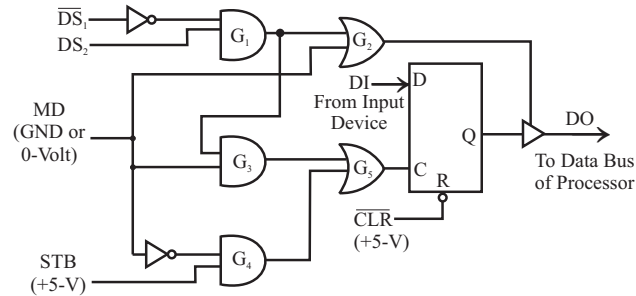 DS₁
DS₂
G₁
G₂
MD
(GND or
0-Volt)
DI
From Input
Device
D
Q
C
R
DO
To Data Bus
of Processor
G₃
G₅
CLR
(+5-V)
STB
(+5-V)
G₄